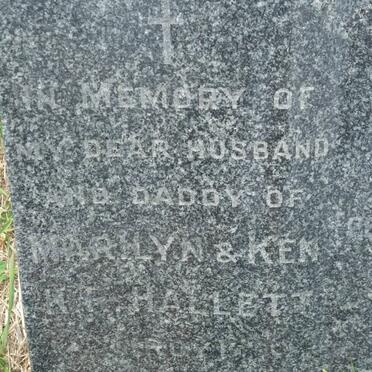 IN MEMORY OF
MY DEAR HUSBAND
AND DADDY OF
MARILYN & KEN
HALLETT